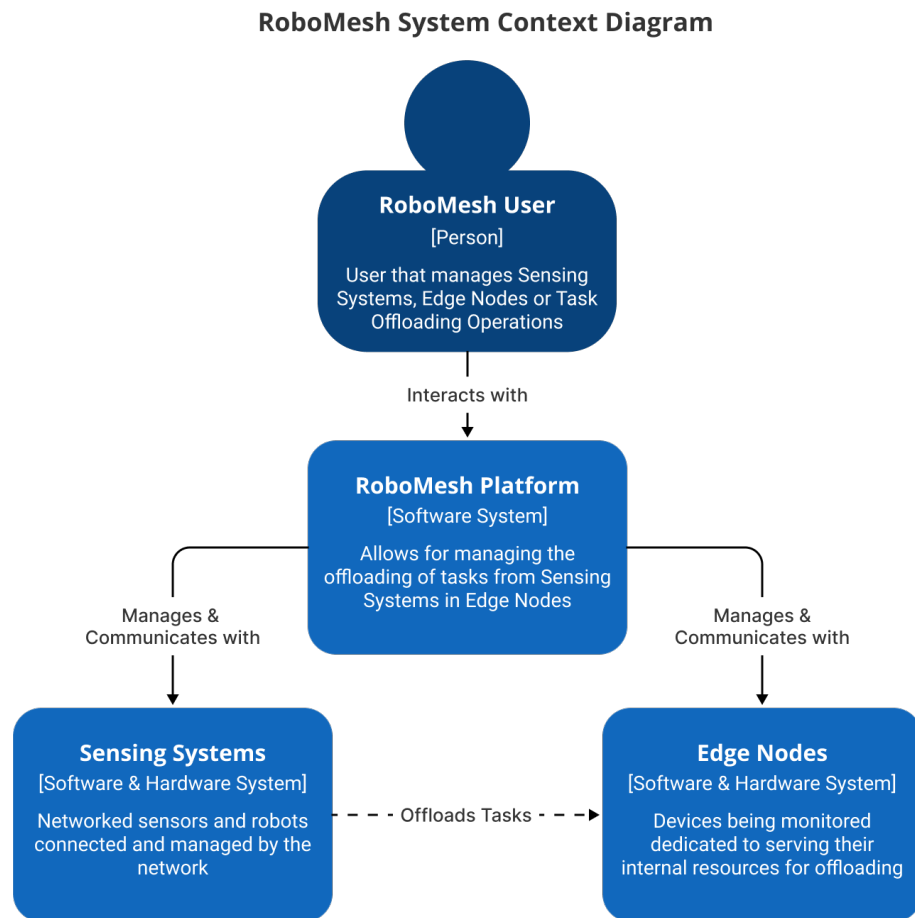 RoboMesh System Context Diagram
RoboMesh User
[Person]
User that manages Sensing
Systems, Edge Nodes or Task
Offloading Operations
Interacts with
RoboMesh Platform
[Software System]
Allows for managing the
offloading of tasks from Sensing
Systems in Edge Nodes
Manages &
Communicates with
Manages &
Communicates with
Sensing Systems
[Software & Hardware System]
Networked sensors and robots
connected and managed by the
network
Offloads Tasks
Edge Nodes
[Software & Hardware System]
Devices being monitored
dedicated to serving their
internal resources for offloading